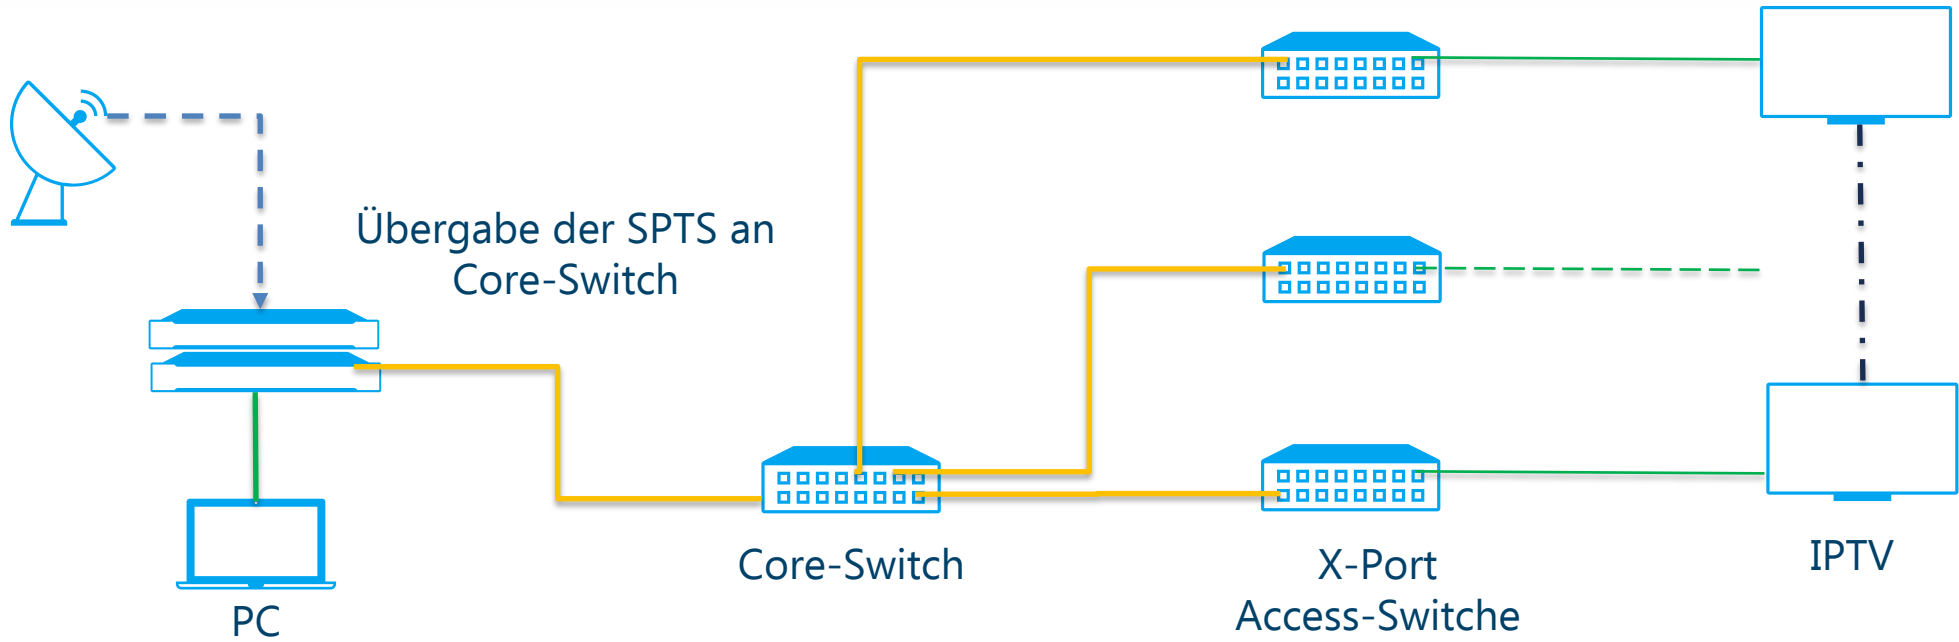 Übergabe der SPTS an
Core-Switch
Core-Switch
X-Port
Access-Switche
IPTV
PC